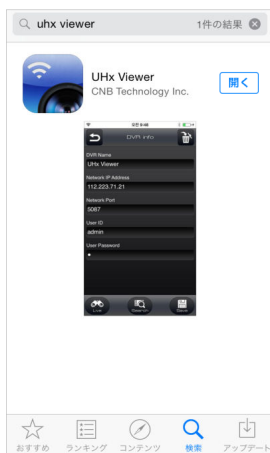 uhx viewer
1件の結果
UHx Viewer
CNB Technology Inc.
開く
DVR info
DVR Name
UHx Viewer
Network IP Address
112.223.71.21
Network Port
5087
User ID
admin
User Password
Live
Search
Save
おすすめ ランキング コンテンツ 検索 アップデート